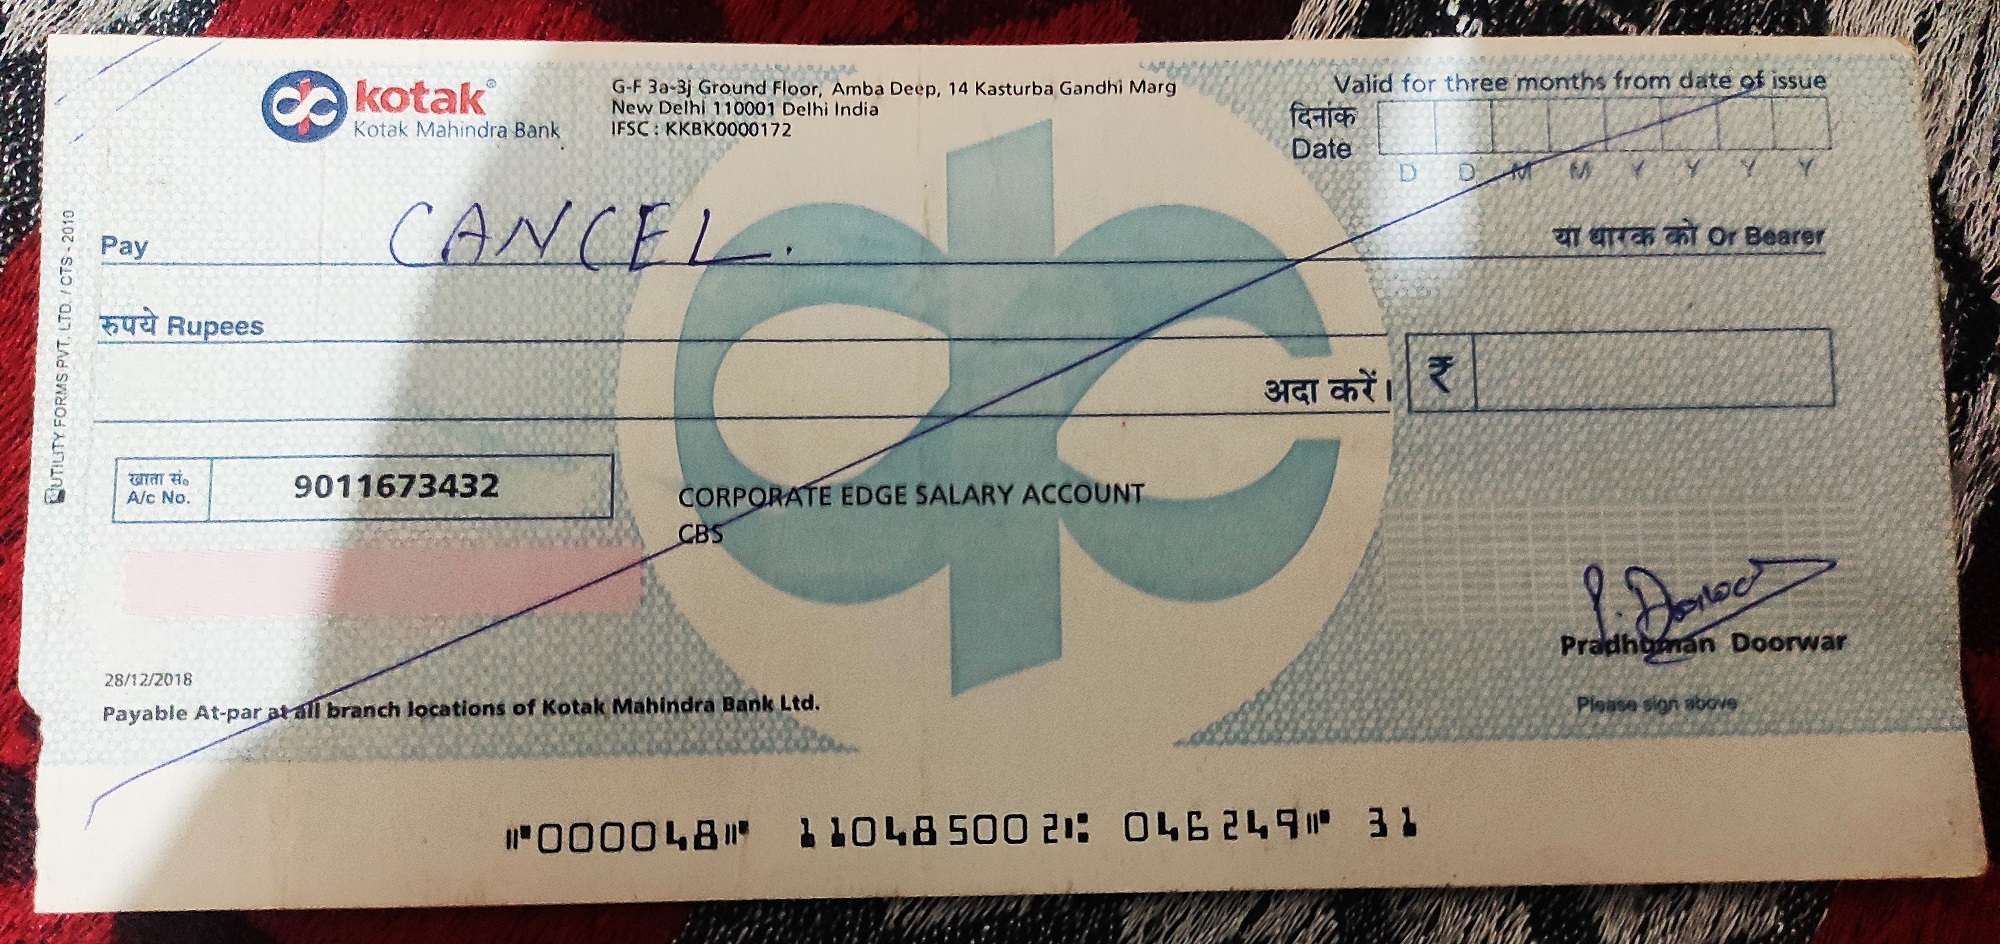 kotak®
Kotak Mahindra Bank
G-F 3a-3j Ground Floor, Amba Deep, 14 Kasturba Gandhi Marg
New Delhi 110001 Delhi India
IFSC : KKBK0000172
Valid for three months from date of issue
दिनांक
Date
D D M M Y Y Y Y
Pay CANCEL. या धारक को Or Bearer
रुपये Rupees
अदा करें। ₹
खाता सं०
A/c No. 9011673432
CORPORATE EDGE SALARY ACCOUNT
CBS
UTILITY FORMS PVT. LTD. / CTS - 2010
P. Doorwar
Pradhuman Doorwar
Please sign above
28/12/2018
Payable At-par at all branch locations of Kotak Mahindra Bank Ltd.
⑈000048⑈ 110485002⑆ 046249⑈ 31